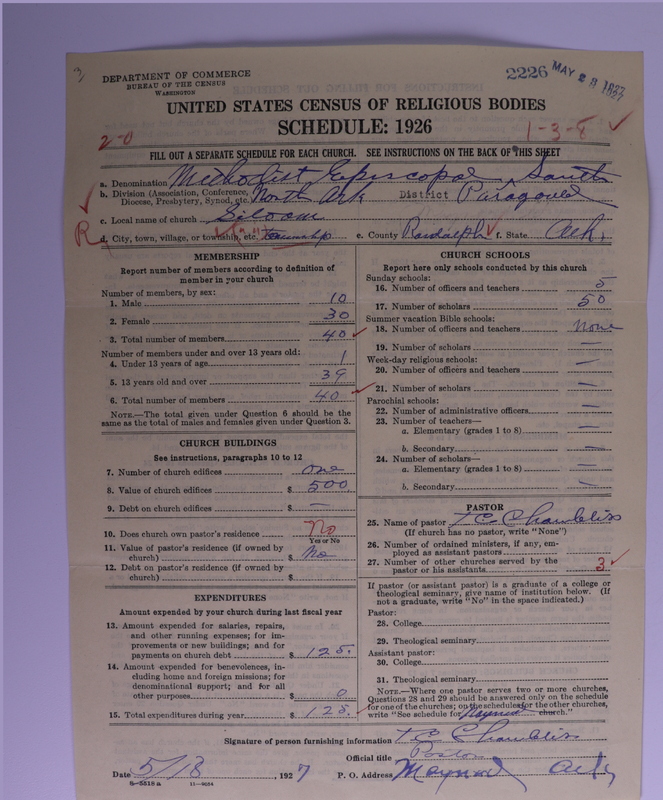 3
DEPARTMENT OF COMMERCE
BUREAU OF THE CENSUS
WASHINGTON
2226 MAY 28 1927
UNITED STATES CENSUS OF RELIGIOUS BODIES
SCHEDULE: 1926
2-0
1-3-8
FILL OUT A SEPARATE SCHEDULE FOR EACH CHURCH. SEE INSTRUCTIONS ON THE BACK OF THIS SHEET
a. Denomination Methodist Episcopal, South
b. Division (Association, Conference, Diocese, Presbytery, Synod, etc. North Ark District Paragould
c. Local name of church Siloam
R
d. City, town, village, or township, etc. township e. County Randolph f. State Ark.
MEMBERSHIP
Report number of members according to definition of
member in your church
Number of members, by sex:
1. Male 10
2. Female 30
3. Total number of members 40
Number of members under and over 13 years old:
4. Under 13 years of age 1
5. 13 years old and over 39
6. Total number of members 40
NOTE.—The total given under Question 6 should be
same as the total of males and females given under Question 3.
CHURCH BUILDINGS
See instructions, paragraphs 10 to 12
7. Number of church edifices one
8. Value of church edifices $ 500
9. Debt on church edifices $ —
10. Does church own pastor's residence No
Yes or No
11. Value of pastor's residence (if owned by
church) $ No
12. Debt on pastor's residence (if owned by
church) $
EXPENDITURES
Amount expended by your church during last fiscal year
13. Amount expended for salaries, repairs,
and other running expenses; for im-
provements or new buildings; and for
payments on church debt $ 125.
14. Amount expended for benevolences, in-
cluding home and foreign missions; for
denominational support; and for all
other purposes $ 0
15. Total expenditures during year $ 125.
CHURCH SCHOOLS
Report here only schools conducted by this church
Sunday schools:
16. Number of officers and teachers 5
17. Number of scholars 50
Summer vacation Bible schools:
18. Number of officers and teachers None
19. Number of scholars —
Week-day religious schools:
20. Number of officers and teachers —
21. Number of scholars —
Parochial schools:
22. Number of administrative officers —
23. Number of teachers—
a. Elementary (grades 1 to 8) —
b. Secondary —
24. Number of scholars—
a. Elementary (grades 1 to 8) —
b. Secondary —
PASTOR
25. Name of pastor T C Chambliss
(If church has no pastor, write "None")
26. Number of ordained ministers, if any, em-
ployed as assistant pastors
27. Number of other churches served by the
pastor or his assistants 3
If pastor (or assistant pastor) is a graduate of a college or
theological seminary, give name of institution below. (If
not a graduate, write "No" in the space indicated.)
Pastor:
28. College
29. Theological seminary
Assistant pastor:
30. College
31. Theological seminary
NOTE.—Where one pastor serves two or more churches,
Questions 28 and 29 should be answered only on the schedule
for one of the churches; on the schedules for the other churches,
write "See schedule for Maynard church."
Signature of person furnishing information T C Chambliss
Official title Pastor
Date 5/18, 1927 P. O. Address Maynard Ark
8-5518 a 11-9054